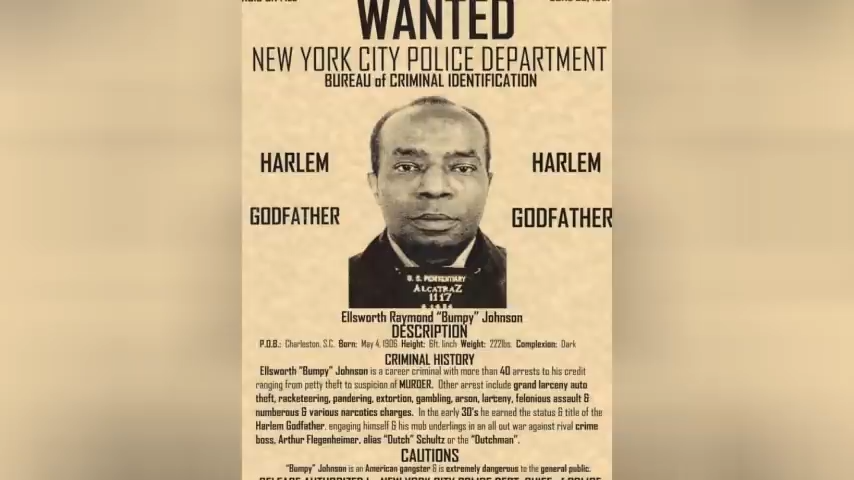 WANTED
NEW YORK CITY POLICE DEPARTMENT
BUREAU of CRIMINAL IDENTIFICATION
HARLEM HARLEM
GODFATHER GODFATHER
U. S. PENITENTIARY
ALCATRAZ
1117
Ellsworth Raymond "Bumpy" Johnson
DESCRIPTION
P.O.B.: Charleston, S.C. Born: May 4, 1906 Height: 6ft. 1inch Weight: 222lbs. Complexion: Dark
CRIMINAL HISTORY
Ellsworth "Bumpy" Johnson is a career criminal with more than 40 arrests to his credit
ranging from petty theft to suspicion of MURDER. Other arrest include grand larceny auto
theft, racketeering, pandering, extortion, gambling, arson, larceny, felonious assault &
numberous & various narcotics charges. In the early 30's he earned the status & title of the
Harlem Godfather, engaging himself & his mob underlings in an all out war against rival crime
boss, Arthur Flegenheimer, alias "Dutch" Schultz or the "Dutchman".
CAUTIONS
"Bumpy" Johnson is an American gangster & is extremely dangerous to the general public.